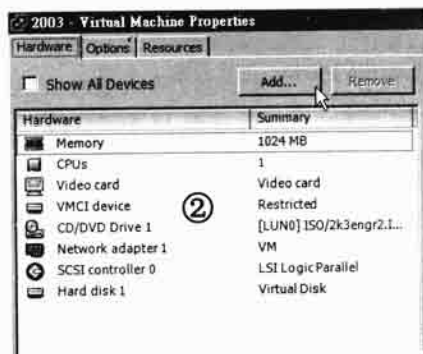 2003 - Virtual Machine Properties
Hardware Options Resources
Show All Devices Add... Remove
Hardware Summary
Memory 1024 MB
CPUs 1
Video card Video card
VMCI device Restricted
②
CD/DVD Drive 1 [LUN0] ISO/2k3engr2.I...
Network adapter 1 VM
SCSI controller 0 LSI Logic Parallel
Hard disk 1 Virtual Disk